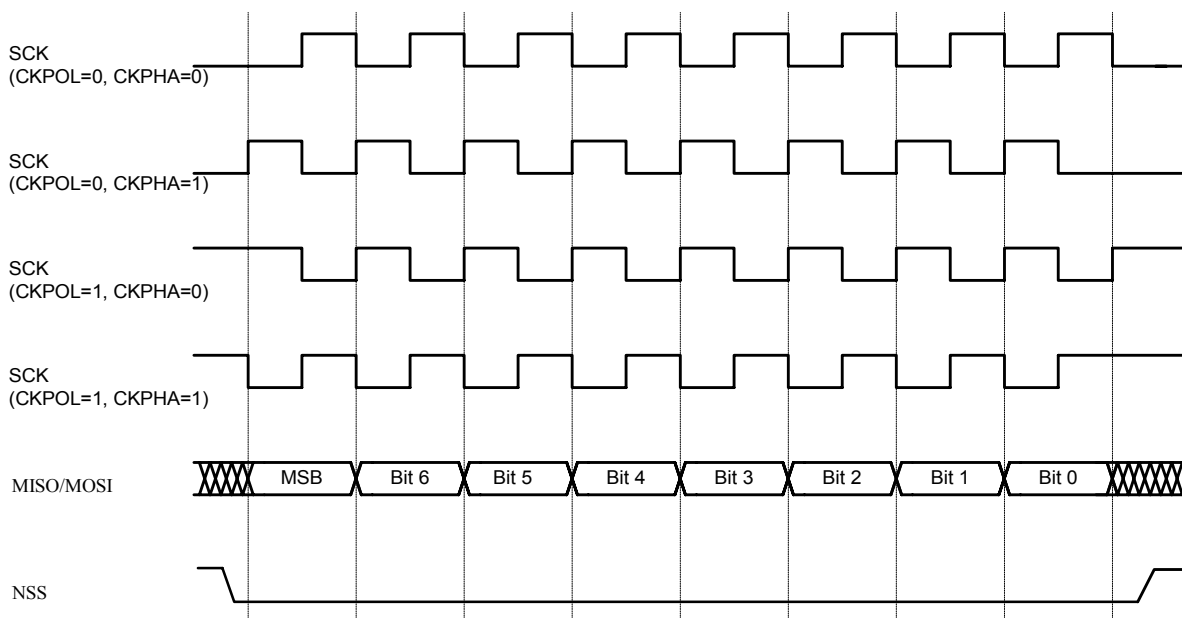 SCK
(CKPOL=0, CKPHA=0)
SCK
(CKPOL=0, CKPHA=1)
SCK
(CKPOL=1, CKPHA=0)
SCK
(CKPOL=1, CKPHA=1)
MISO/MOSI MSB Bit 6 Bit 5 Bit 4 Bit 3 Bit 2 Bit 1 Bit 0
NSS